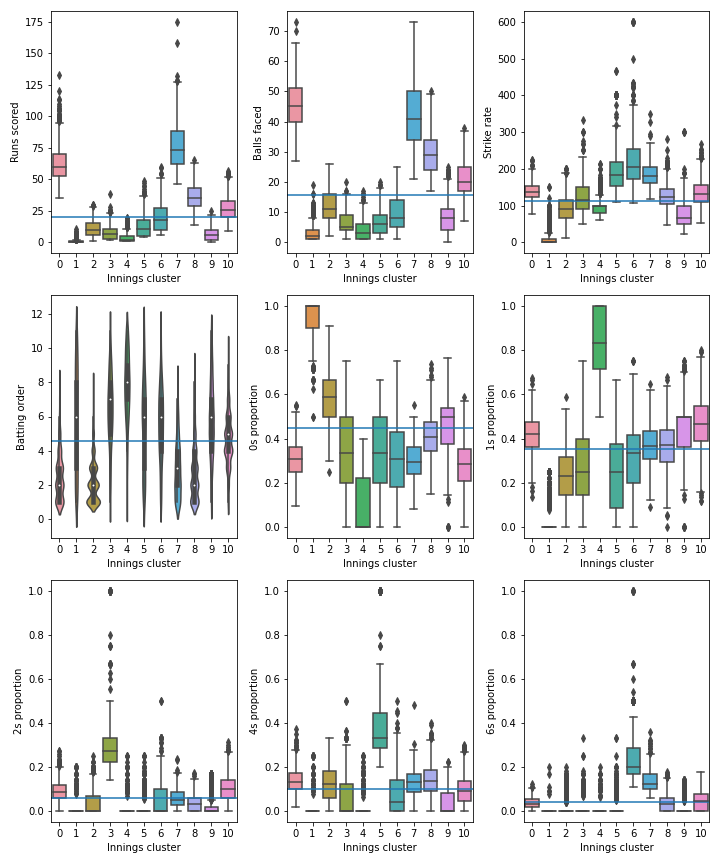 Runs scored
175
150
125
100
75
50
25
0
0 1 2 3 4 5 6 7 8 9 10
Innings cluster
Balls faced
70
60
50
40
30
20
10
0
0 1 2 3 4 5 6 7 8 9 10
Innings cluster
Strike rate
600
500
400
300
200
100
0
0 1 2 3 4 5 6 7 8 9 10
Innings cluster
Batting order
12
10
8
6
4
2
0
0 1 2 3 4 5 6 7 8 9 10
Innings cluster
0s proportion
1.0
0.8
0.6
0.4
0.2
0.0
0 1 2 3 4 5 6 7 8 9 10
Innings cluster
1s proportion
1.0
0.8
0.6
0.4
0.2
0.0
0 1 2 3 4 5 6 7 8 9 10
Innings cluster
2s proportion
1.0
0.8
0.6
0.4
0.2
0.0
0 1 2 3 4 5 6 7 8 9 10
Innings cluster
4s proportion
1.0
0.8
0.6
0.4
0.2
0.0
0 1 2 3 4 5 6 7 8 9 10
Innings cluster
6s proportion
1.0
0.8
0.6
0.4
0.2
0.0
0 1 2 3 4 5 6 7 8 9 10
Innings cluster